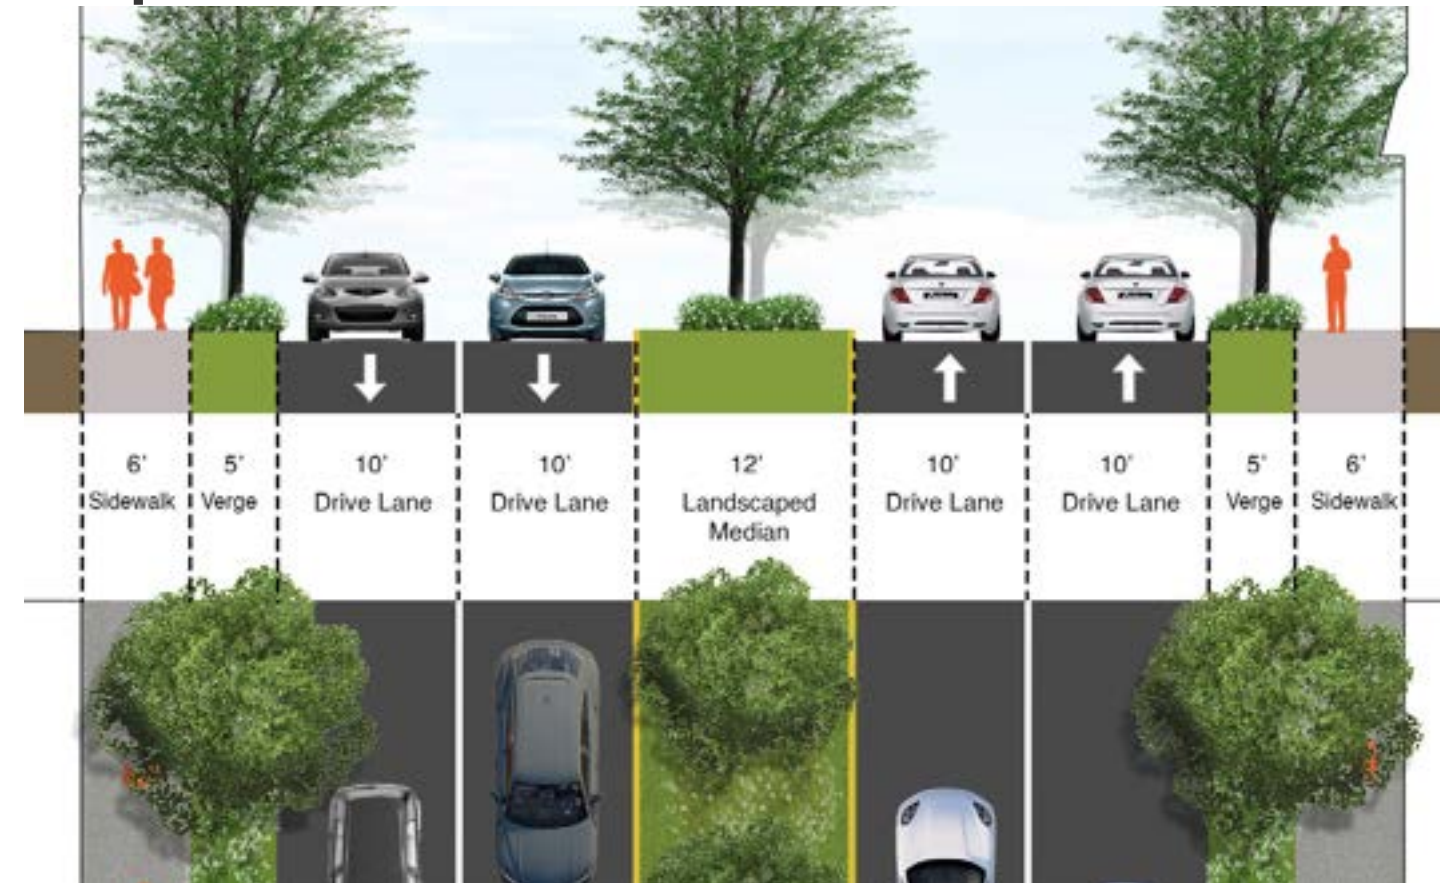 6' 5' 10' 10' 12' 10' 10' 5' 6'
Sidewalk Verge Drive Lane Drive Lane Landscaped Drive Lane Drive Lane Verge Sidewalk
Median